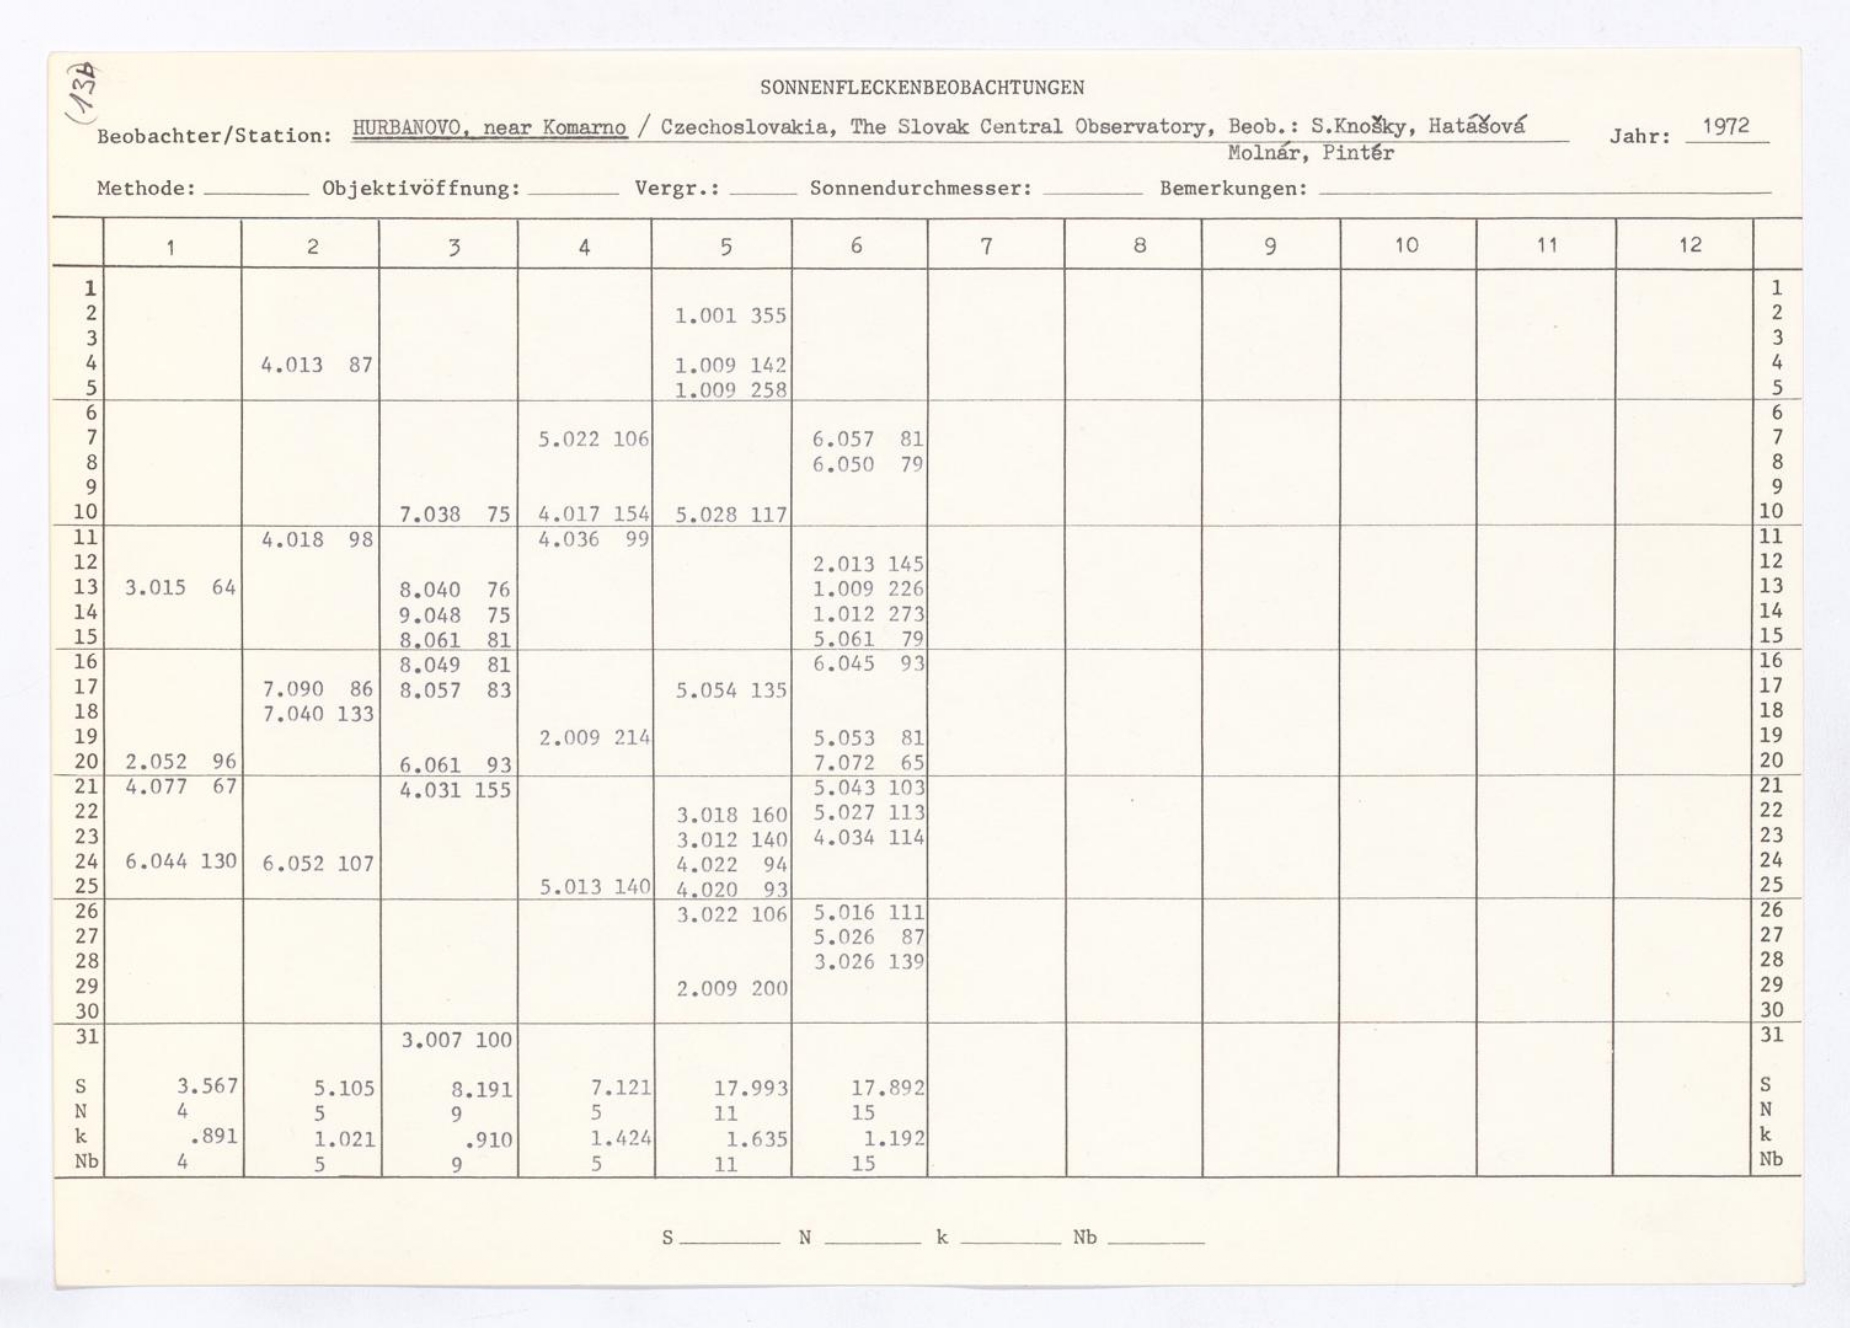 (13b)
SONNENFLECKENBEOBACHTUNGEN
Beobachter/Station: HURBANOVO, near Komarno / Czechoslovakia, The Slovak Central Observatory, Beob.: S.Knošky, Hatášová Jahr: 1972
Molnár, Pintér
Methode: Objektivöffnung: Vergr.: Sonnendurchmesser: Bemerkungen:
1 2 3 4 5 6 7 8 9 10 11 12
1 1
2 1.001 355 2
3 3
4 4.013 87 1.009 142 4
5 1.009 258 5
6 6
7 5.022 106 6.057 81 7
8 6.050 79 8
9 9
10 7.038 75 4.017 154 5.028 117 10
11 4.018 98 4.036 99 11
12 2.013 145 12
13 3.015 64 8.040 76 1.009 226 13
14 9.048 75 1.012 273 14
15 8.061 81 5.061 79 15
16 8.049 81 6.045 93 16
17 7.090 86 8.057 83 5.054 135 17
18 7.040 133 18
19 2.009 214 5.053 81 19
20 2.052 96 6.061 93 7.072 65 20
21 4.077 67 4.031 155 5.043 103 21
22 3.018 160 5.027 113 22
23 3.012 140 4.034 114 23
24 6.044 130 6.052 107 4.022 94 24
25 5.013 140 4.020 93 25
26 3.022 106 5.016 111 26
27 5.026 87 27
28 3.026 139 28
29 2.009 200 29
30 30
31 3.007 100 31
S 3.567 5.105 8.191 7.121 17.993 17.892 S
N 4 5 9 5 11 15 N
k .891 1.021 .910 1.424 1.635 1.192 k
Nb 4 5 9 5 11 15 Nb
S N k Nb